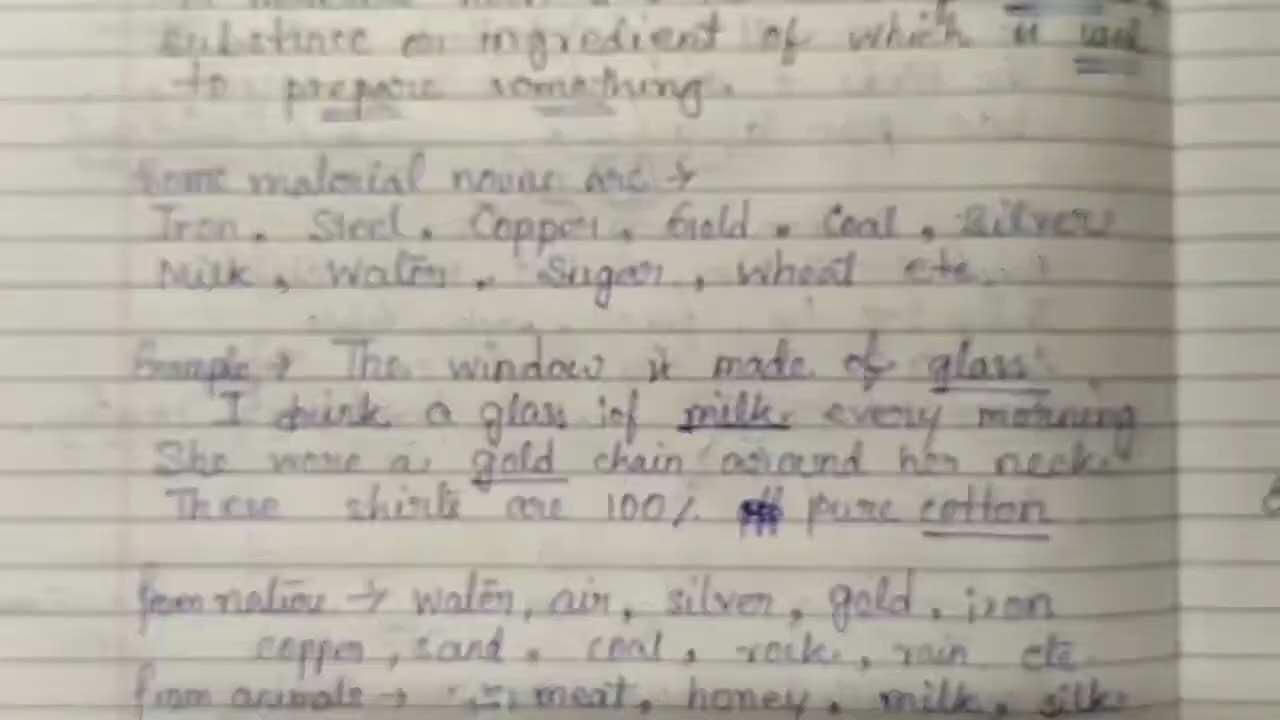 substance or ingredient of which is used
to prepare something.
Some material nouns are →
Iron, Steel, Copper, Gold, Coal, Silver
Milk, Water, Sugar, Wheat etc.
Example → The window is made of glass.
I drink a glass of milk every morning
She wore a gold chain around her neck.
These shirts are 100% pure cotton
from nature → water, air, silver, gold, iron
copper, sand, coal, rock, rain etc
from animals → meat, honey, milk, silk